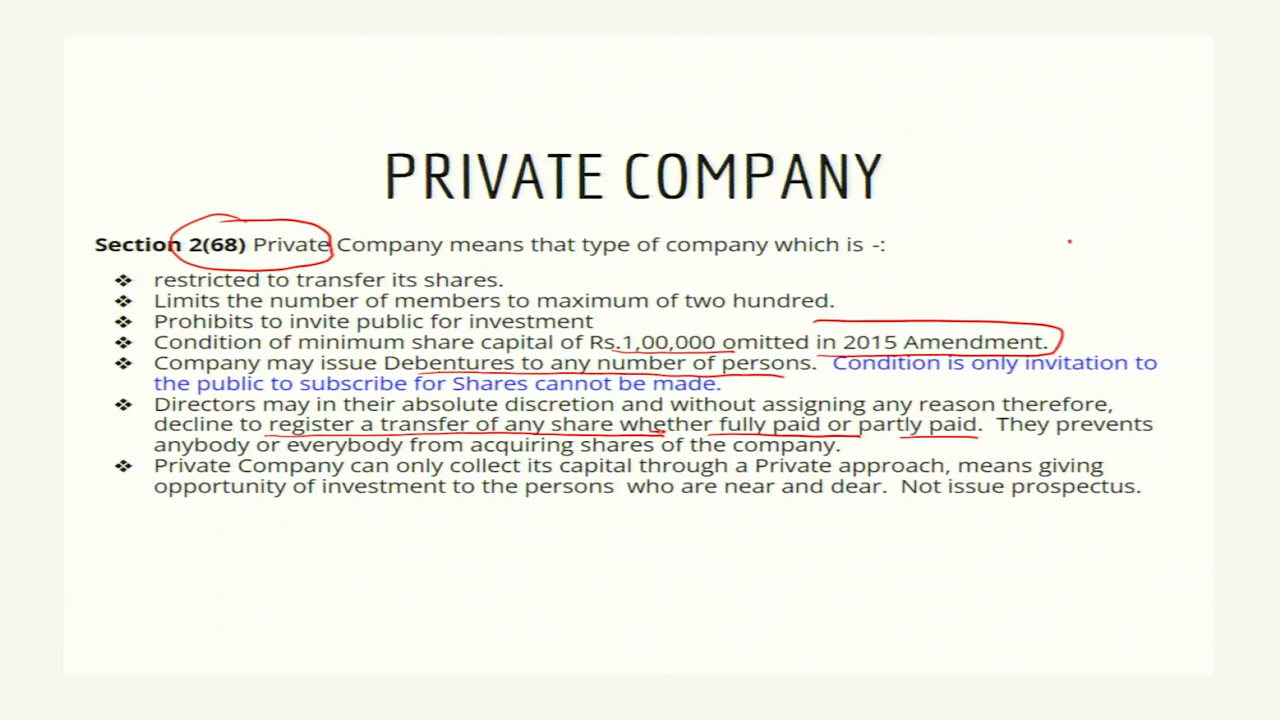 PRIVATE COMPANY
Section 2(68) Private Company means that type of company which is -:
❖ restricted to transfer its shares.
❖ Limits the number of members to maximum of two hundred.
❖ Prohibits to invite public for investment
❖ Condition of minimum share capital of Rs.1,00,000 omitted in 2015 Amendment.
❖ Company may issue Debentures to any number of persons. Condition is only invitation to
the public to subscribe for Shares cannot be made.
❖ Directors may in their absolute discretion and without assigning any reason therefore,
decline to register a transfer of any share whether fully paid or partly paid. They prevents
anybody or everybody from acquiring shares of the company.
❖ Private Company can only collect its capital through a Private approach, means giving
opportunity of investment to the persons who are near and dear. Not issue prospectus.